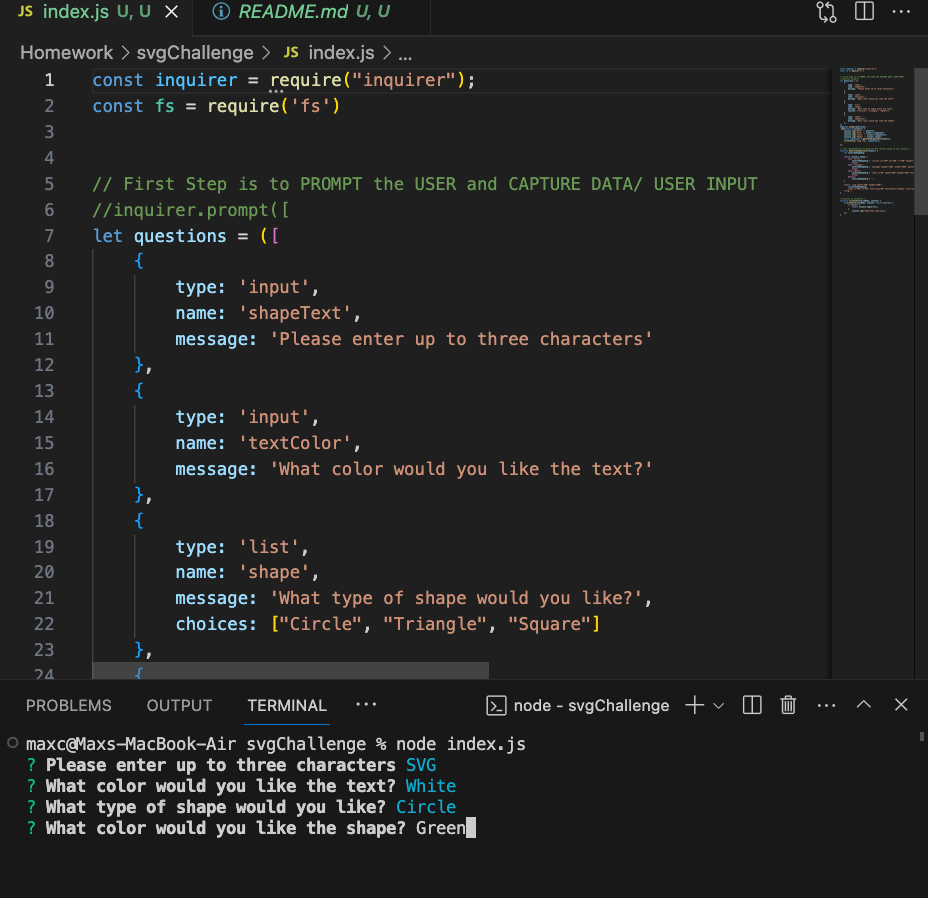 JS index.js U, U
README.md U, U
Homework > svgChallenge > JS index.js > ...
1 const inquirer = require("inquirer");
2 const fs = require('fs')
3
4
5 // First Step is to PROMPT the USER and CAPTURE DATA/ USER INPUT
6 //inquirer.prompt([
7 let questions = ([
8 {
9 type: 'input',
10 name: 'shapeText',
11 message: 'Please enter up to three characters'
12 },
13 {
14 type: 'input',
15 name: 'textColor',
16 message: 'What color would you like the text?'
17 },
18 {
19 type: 'list',
20 name: 'shape',
21 message: 'What type of shape would you like?',
22 choices: ["Circle", "Triangle", "Square"]
23 },
24 {
PROBLEMS OUTPUT TERMINAL ... node - svgChallenge
maxc@Maxs-MacBook-Air svgChallenge % node index.js
? Please enter up to three characters SVG
? What color would you like the text? White
? What type of shape would you like? Circle
? What color would you like the shape? Green